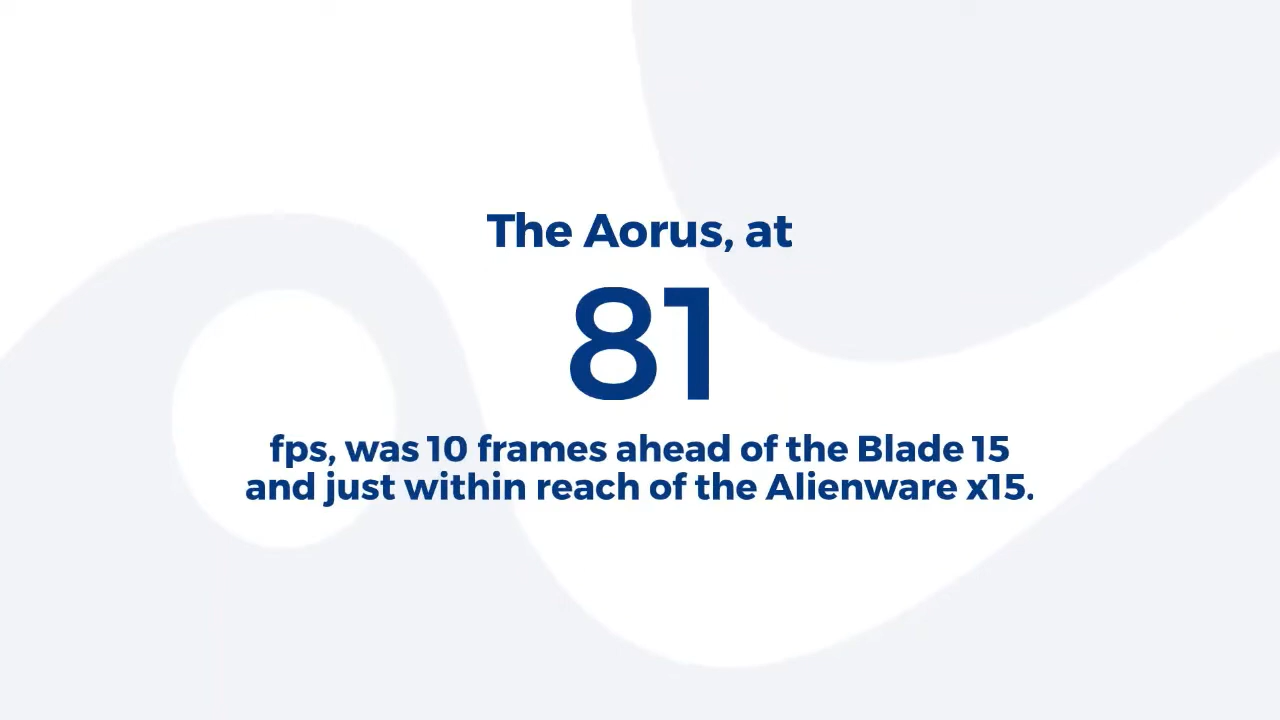 The Aorus, at
81
fps, was 10 frames ahead of the Blade 15
and just within reach of the Alienware x15.